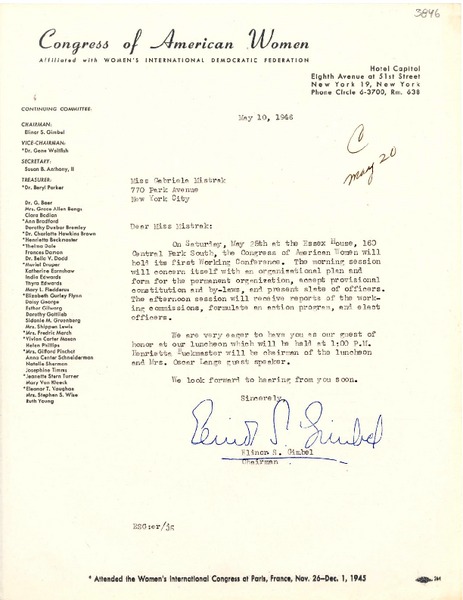 3846
Congress of American Women
Affiliated with WOMEN'S INTERNATIONAL DEMOCRATIC FEDERATION
Hotel Capitol
Eighth Avenue at 51st Street
New York 19, New York
Phone Circle 6-3700, Rm. 638
CONTINUING COMMITTEE:
CHAIRMAN:
Elinor S. Gimbel
VICE-CHAIRMAN:
*Dr. Gene Weltfish
SECRETARY:
Susan B. Anthony, II
TREASURER:
*Dr. Beryl Parker
Dr. G. Baer
Mrs. Grace Allen Bangs
Clara Bodian
*Ann Bradford
Dorothy Dunbar Bromley
*Dr. Charlotte Hawkins Brown
*Henrietta Buckmaster
*Thelma Dale
Frances Damon
Dr. Bella V. Dodd
*Muriel Draper
Katherine Earnshaw
Indie Edwards
Thyra Edwards
Mary L. Fledderus
*Elizabeth Gurley Flynn
Daisy George
Esther Gilwarg
Dorothy Gottlieb
Sidonie M. Gruenberg
Mrs. Shippen Lewis
*Mrs. Fredric March
*Vivian Carter Mason
Helen Phillips
*Mrs. Gifford Pinchot
Anna Center Schneiderman
Natalie Sherman
Josephine Timms
*Jeanette Stern Turner
Mary Van Kleeck
*Eleanor T. Vaughan
Mrs. Stephen S. Wise
Ruth Young
May 10, 1946
C
May 20
Miss Gabriela Mistrak
770 Park Avenue
New York City
Dear Miss Mistrak:
On Saturday, May 25th at the Essex House, 160
Central Park South, the Congress of American Women will
hold its first Working Conference. The morning session
will concern itself with an organizational plan and
form for the permanent organization, accept provisional
constitution and by-laws, and present slate of officers.
The afternoon session will receive reports of the work-
ing commissions, formulate an action program, and elect
officers.
We are very eager to have you as our guest of
honor at our luncheon which will be held at 1:00 P.M.
Henrietta Buckmaster will be chairman of the luncheon
and Mrs. Oscar Lange guest speaker.
We look forward to hearing from you soon.
Sincerely,
Elinor S. Gimbel
Elinor S. Gimbel
Chairman
ESG:er/jg
* Attended the Women's International Congress at Paris, France, Nov. 26-Dec. 1, 1945
264